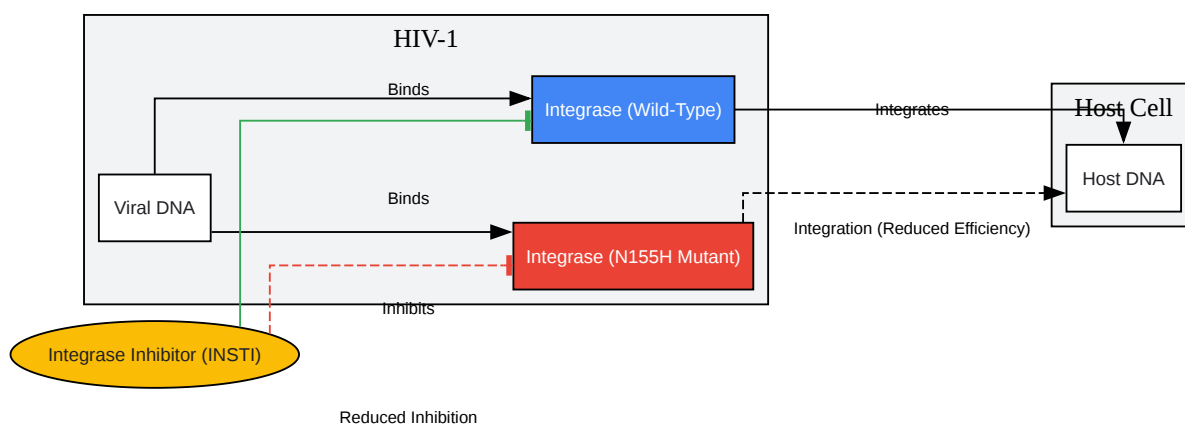 HIV-1
Host Cell
Binds
Integrase (Wild-Type)
Integrates
Viral DNA
Host DNA
Binds
Integration (Reduced Efficiency)
Integrase (N155H Mutant)
Inhibits
Integrase Inhibitor (INSTI)
Reduced Inhibition